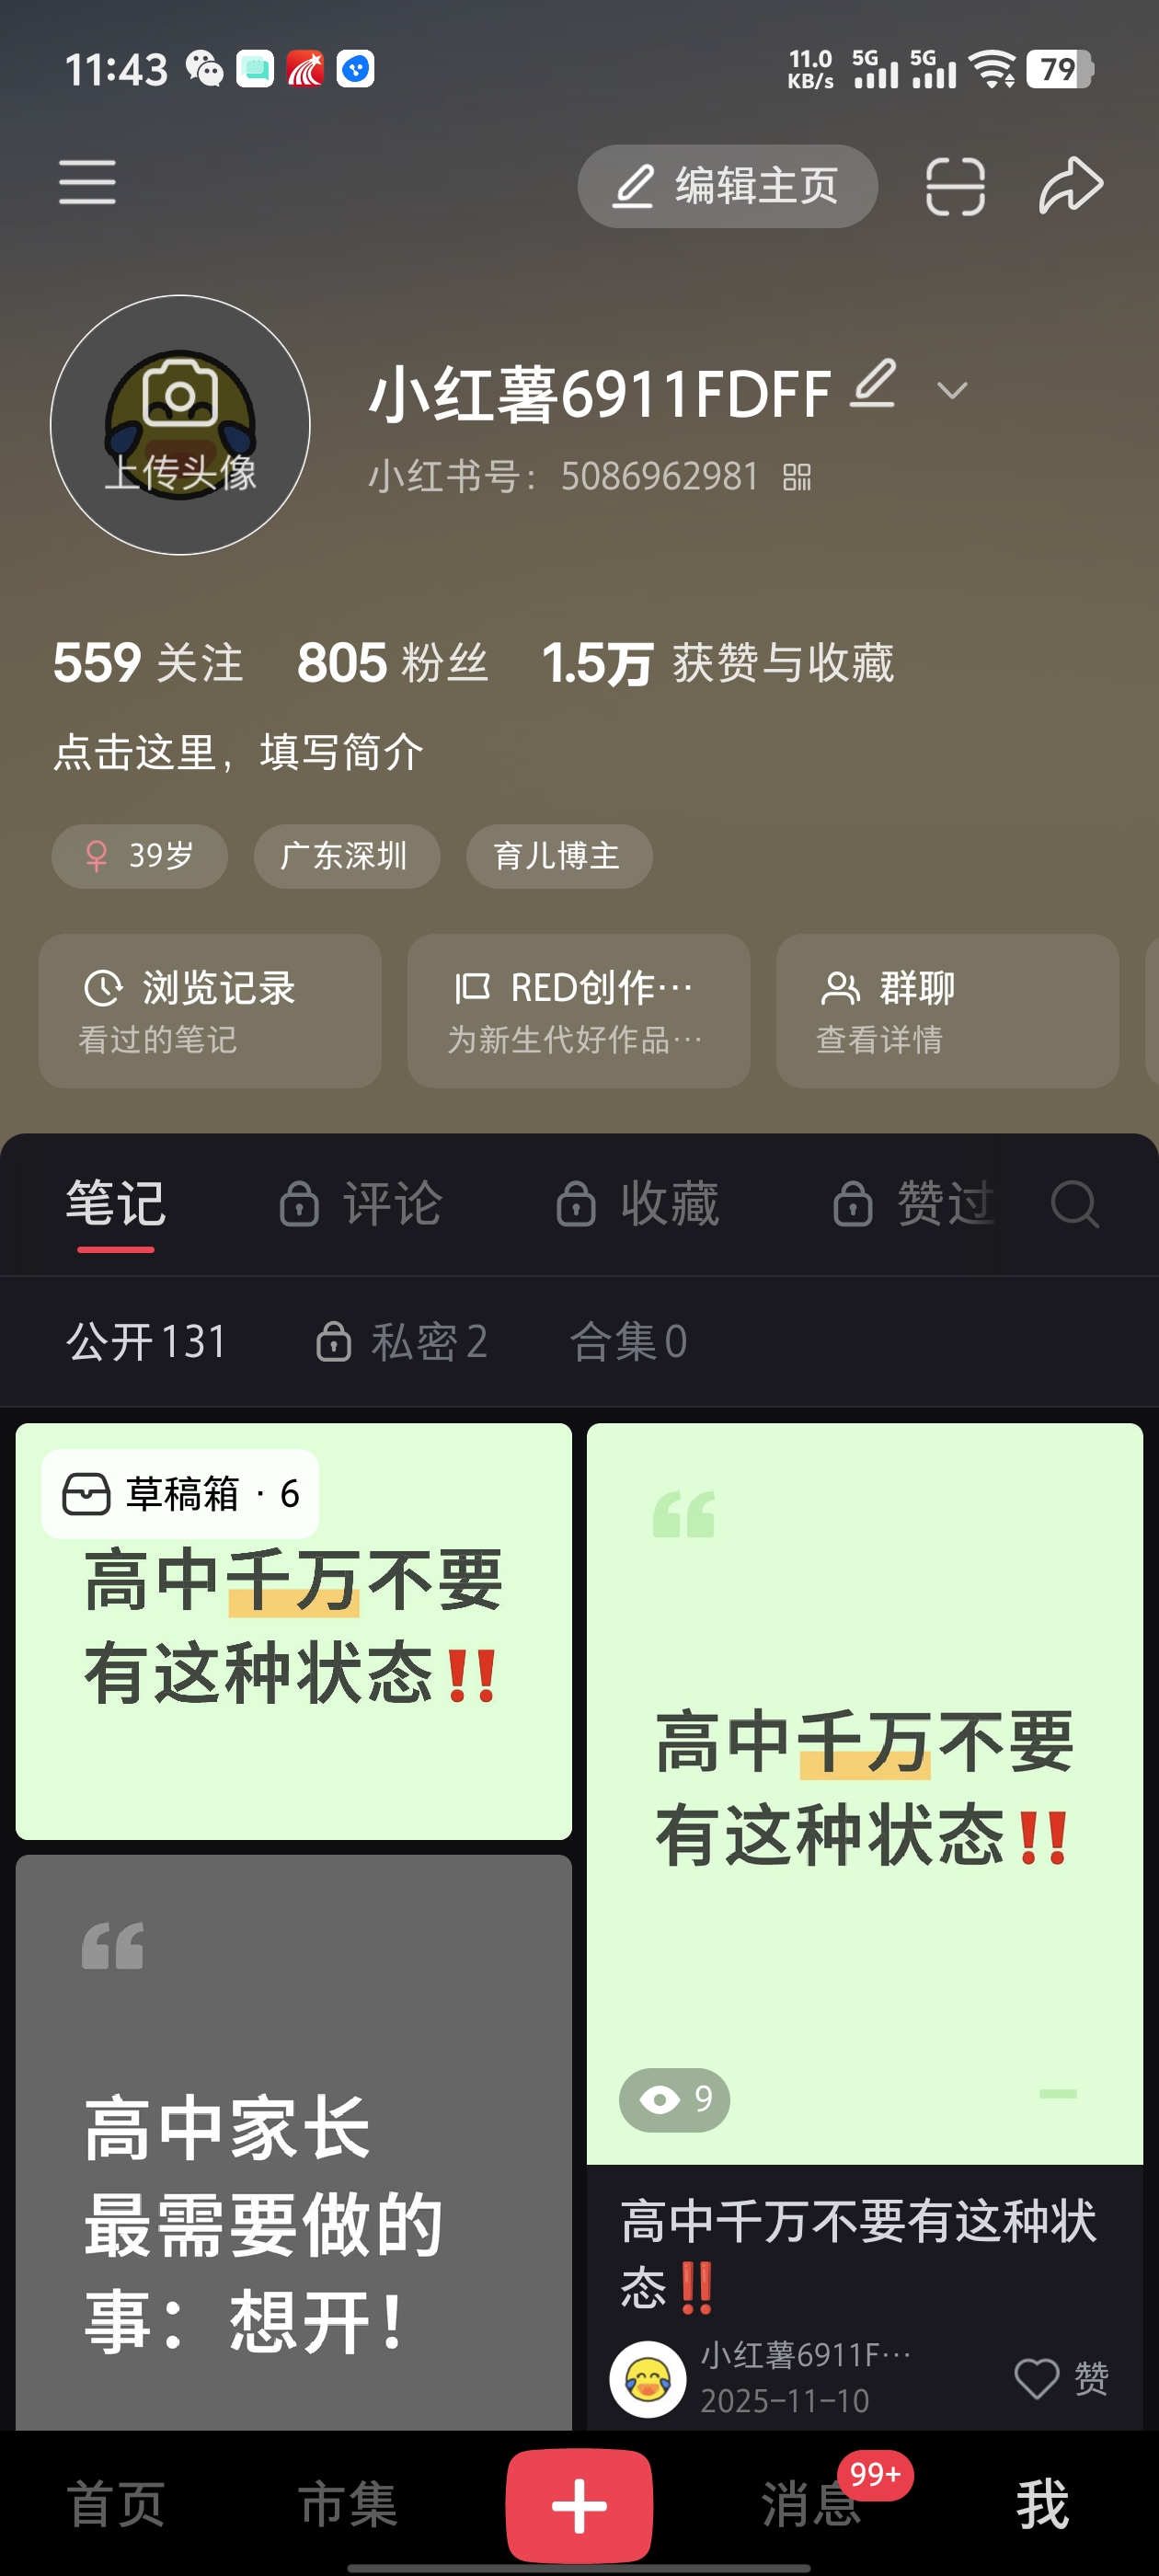 11:43
11.0 KB/s 5G 5G 79
编辑主页
上传头像
小红薯6911FDFF
小红书号：5086962981
559 关注 805 粉丝 1.5万 获赞与收藏
点击这里，填写简介
39岁 广东深圳 育儿博主
浏览记录 RED创作… 群聊
看过的笔记 为新生代好作品… 查看详情
笔记 评论 收藏 赞过
公开 131 私密 2 合集 0
草稿箱 · 6
高中千万不要
有这种状态‼️
“
高中千万不要
有这种状态‼️
9
高中千万不要有这种状
态‼️
小红薯6911F…
2025-11-10
赞
“
高中家长
最需要做的
事：想开！
首页 市集 消息 99+ 我